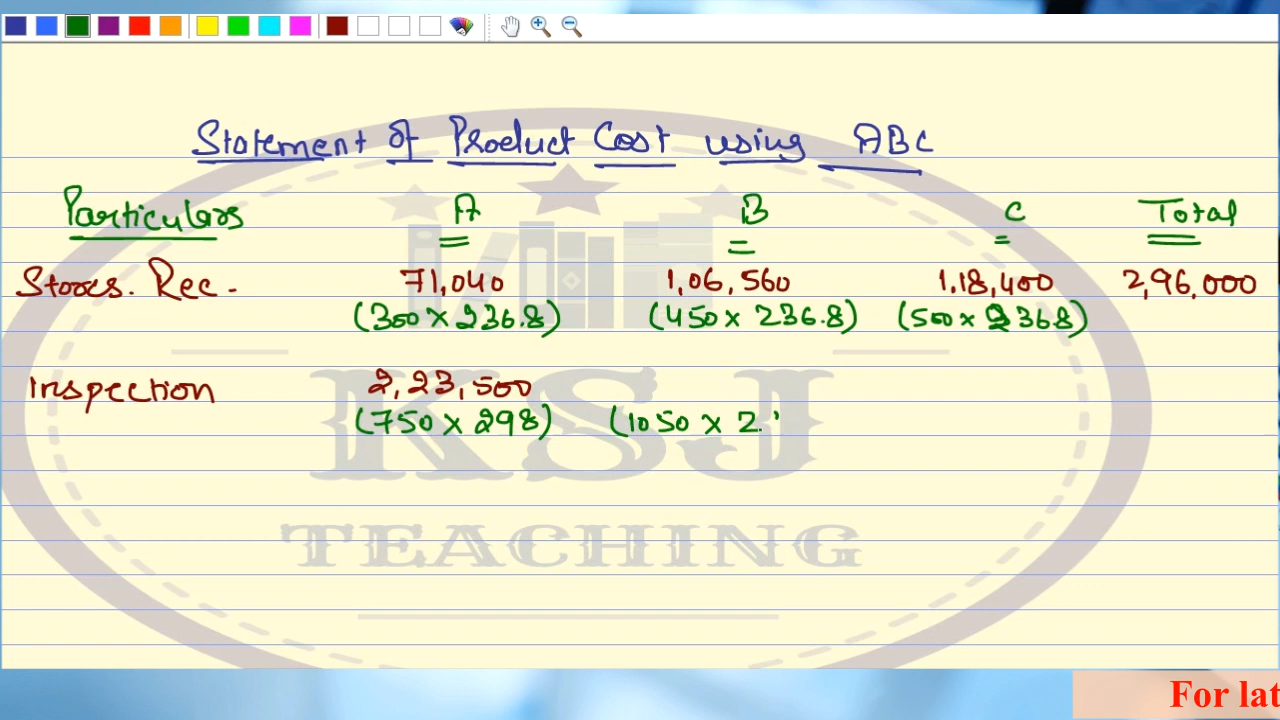 Statement of Product Cost using ABC
Particulars A B C Total
Stores. Rec. 71,040 1,06,560 1,18,400 2,96,000
(300 x 236.8) (450 x 236.8) (500 x 236.8)
Inspection 2,23,500
(750 x 298) (1050 x 2.
KSJ
TEACHING
For lat